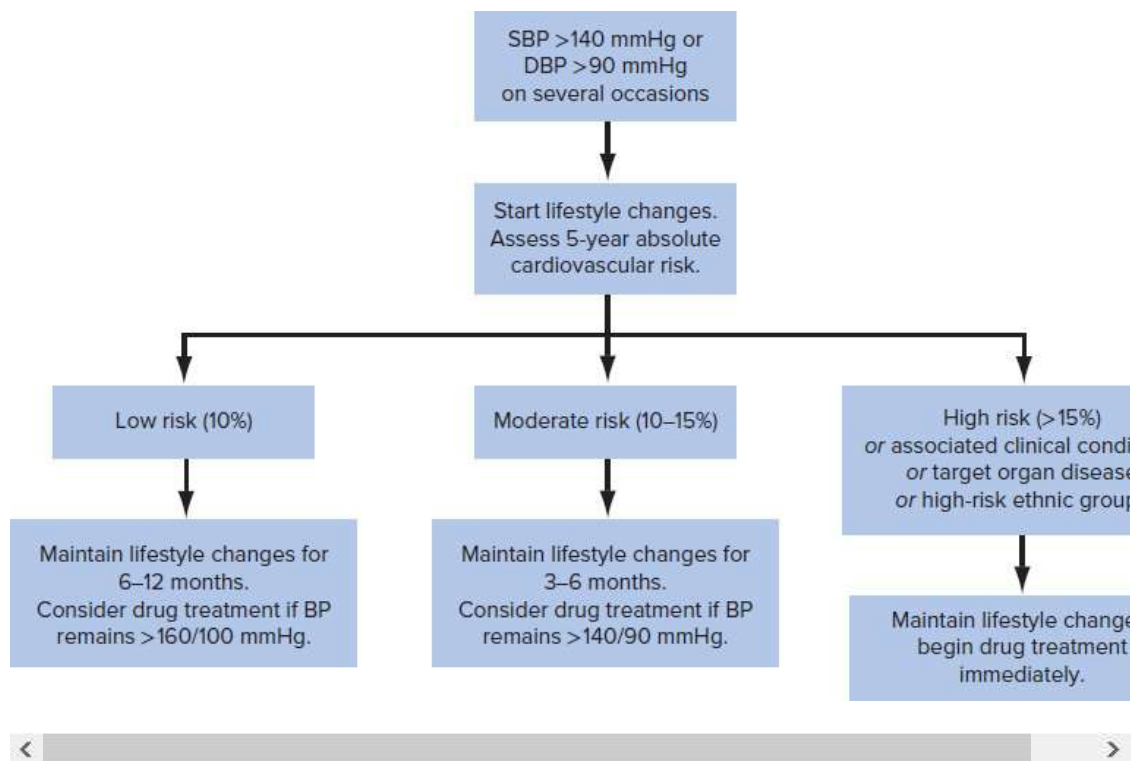 SBP >140 mmHg or
DBP >90 mmHg
on several occasions
Start lifestyle changes.
Assess 5-year absolute
cardiovascular risk.
Low risk (10%)
Moderate risk (10–15%)
High risk (>15%)
or associated clinical
or target organ disease
or high-risk ethnic group
Maintain lifestyle changes for
6–12 months.
Consider drug treatment if BP
remains >160/100 mmHg.
Maintain lifestyle changes for
3–6 months.
Consider drug treatment if BP
remains >140/90 mmHg.
Maintain lifestyle change
begin drug treatment
immediately.